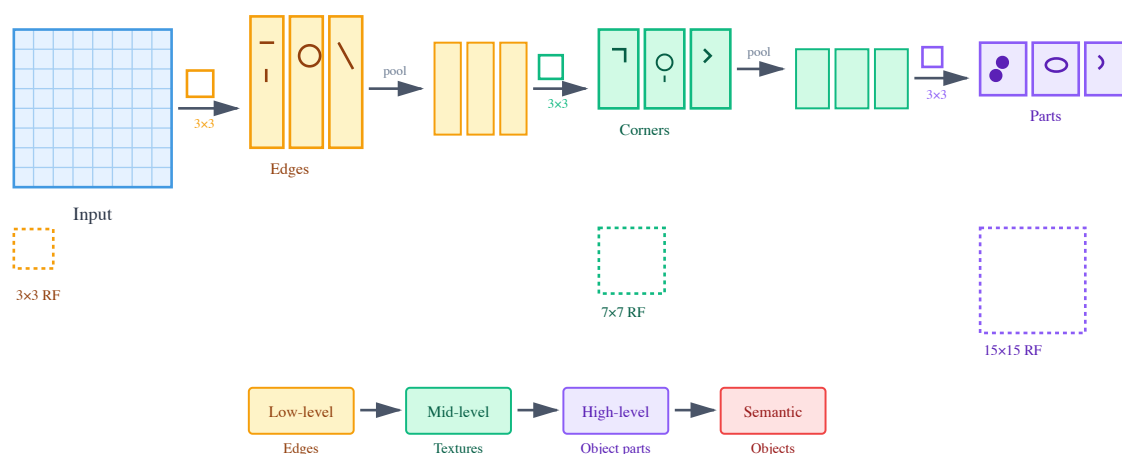 pool
pool
3×3
3×3
3×3
Edges
Corners
Parts
Input
3×3 RF
7×7 RF
15×15 RF
Low-level
Mid-level
High-level
Semantic
Edges
Textures
Object parts
Objects